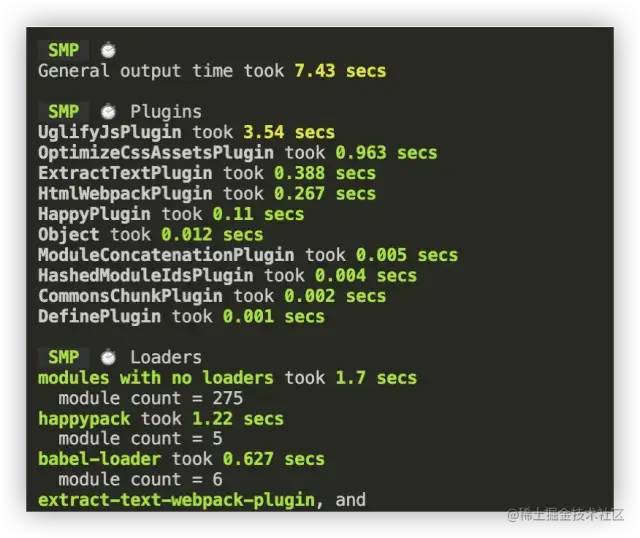 SMP ⏱
General output time took 7.43 secs
SMP ⏱ Plugins
UglifyJsPlugin took 3.54 secs
OptimizeCssAssetsPlugin took 0.963 secs
ExtractTextPlugin took 0.388 secs
HtmlWebpackPlugin took 0.267 secs
HappyPlugin took 0.11 secs
Object took 0.012 secs
ModuleConcatenationPlugin took 0.005 secs
HashedModuleIdsPlugin took 0.004 secs
CommonsChunkPlugin took 0.002 secs
DefinePlugin took 0.001 secs
SMP ⏱ Loaders
modules with no loaders took 1.7 secs
module count = 275
happypack took 1.22 secs
module count = 5
babel-loader took 0.627 secs
module count = 6
extract-text-webpack-plugin, and
@稀土掘金技术社区